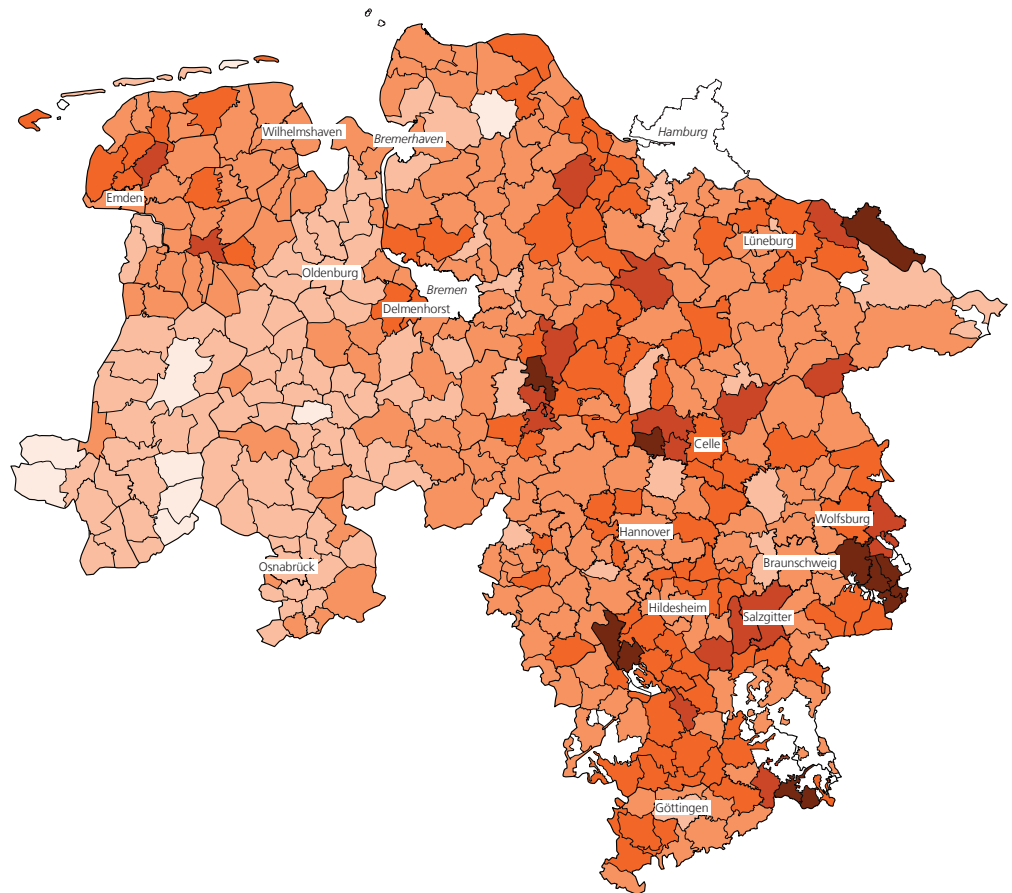 Wilhelmshaven
Bremerhaven
Hamburg
Emden
Lüneburg
Oldenburg
Bremen
Delmenhorst
Celle
Wolfsburg
Hannover
Braunschweig
Osnabrück
Hildesheim
Salzgitter
Göttingen